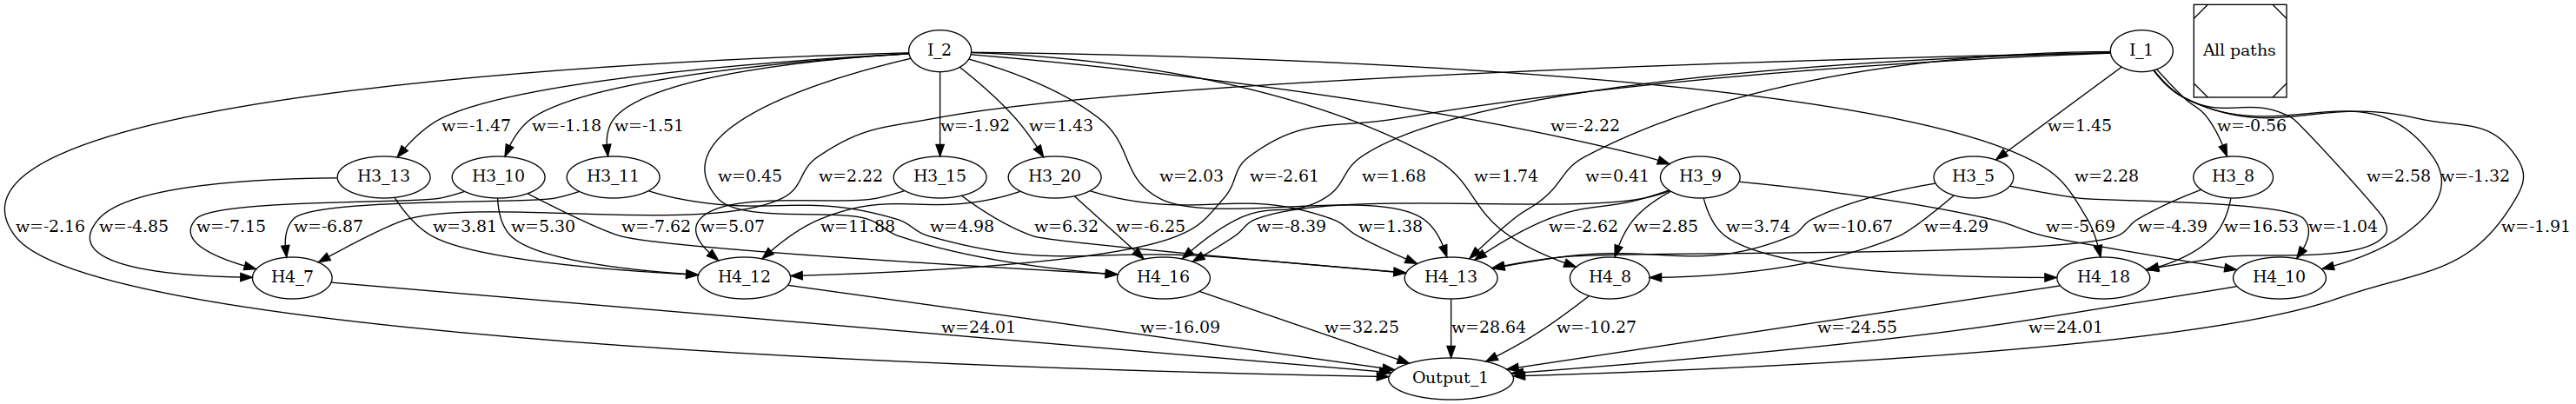 I_2
I_1
All paths
w=-1.47
w=-1.18
w=-1.51
w=-1.92
w=1.43
w=-2.22
w=1.45
w=-0.56
H3_13
H3_10
H3_11
w=0.45
w=2.22
H3_15
H3_20
w=2.03
w=-2.61
w=1.68
w=1.74
w=0.41
H3_9
H3_5
w=2.28
H3_8
w=2.58
w=-1.32
w=-2.16
w=-4.85
w=-7.15
w=-6.87
w=3.81
w=5.30
w=-7.62
w=5.07
w=11.88
w=4.98
w=6.32
w=-6.25
w=-8.39
w=1.38
w=-2.62
w=2.85
w=3.74
w=-10.67
w=4.29
w=-5.69
w=-4.39
w=16.53
w=-1.04
w=-1.91
H4_7
H4_12
H4_16
H4_13
H4_8
H4_18
H4_10
w=24.01
w=-16.09
w=32.25
w=28.64
w=-10.27
w=-24.55
w=24.01
Output_1